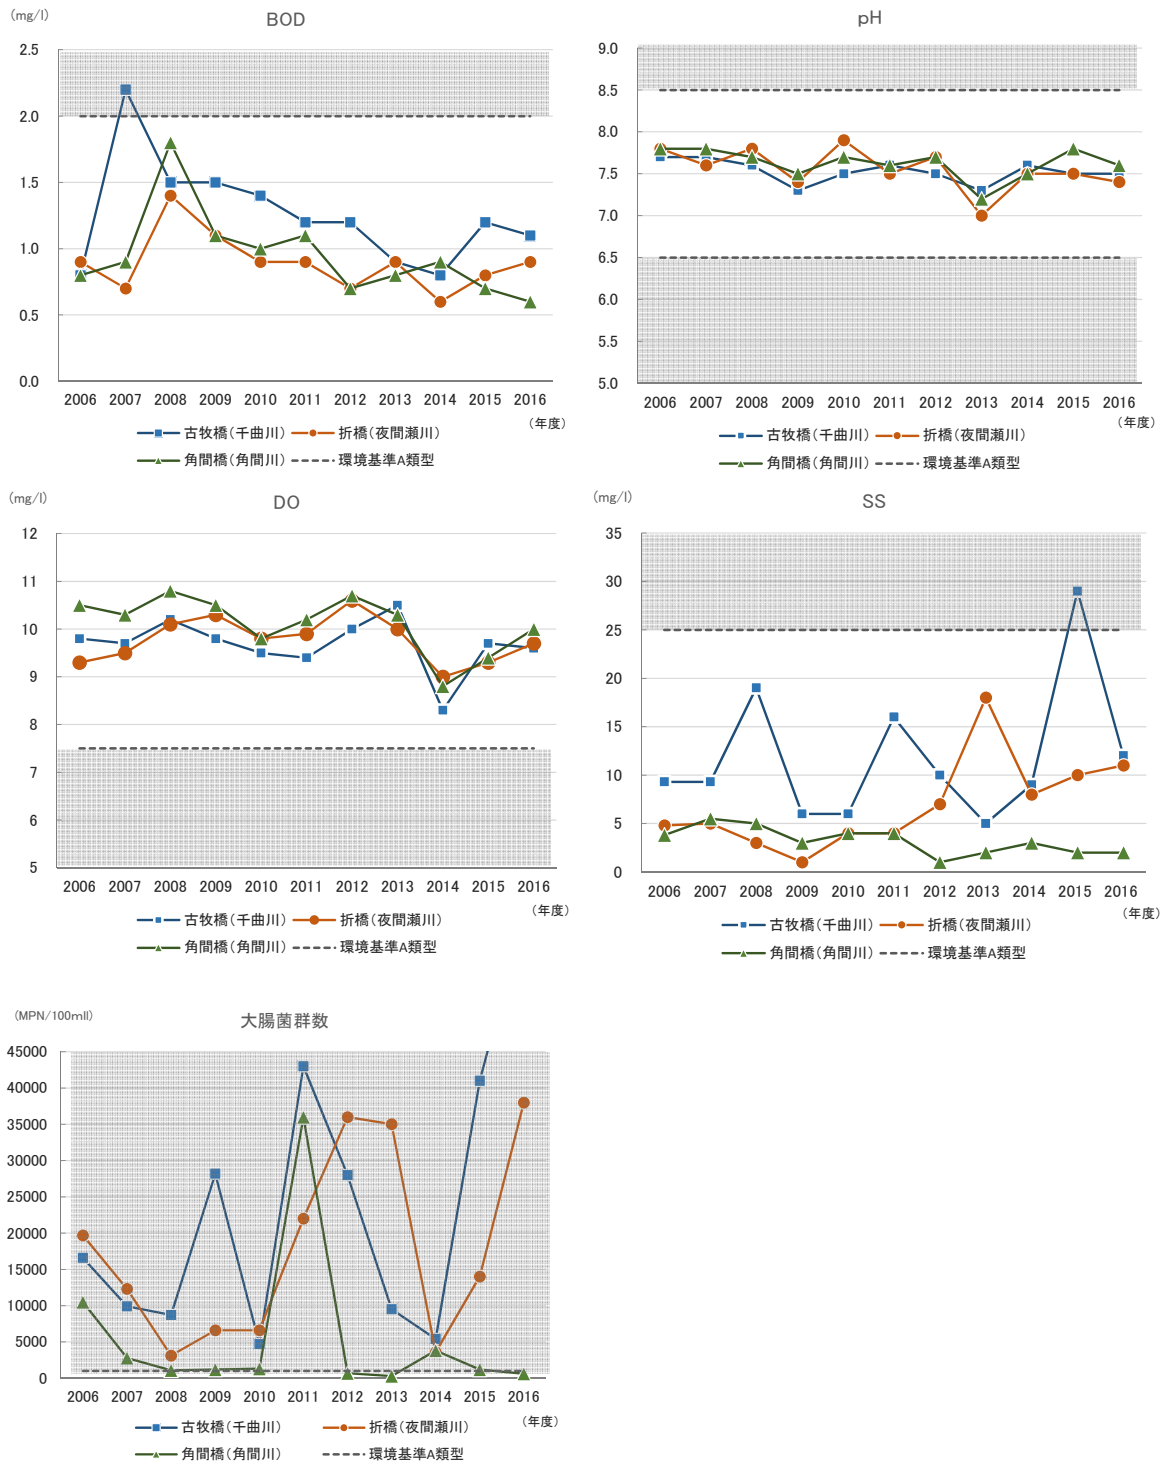 (mg/l)
BOD
2.5
2.0
1.5
1.0
0.5
0.0
2006 2007 2008 2009 2010 2011 2012 2013 2014 2015 2016
(年度)
古牧橋(千曲川) 折橋(夜間瀬川)
角間橋(角間川) 環境基準A類型
pH
9.0
8.5
8.0
7.5
7.0
6.5
6.0
5.5
5.0
2006 2007 2008 2009 2010 2011 2012 2013 2014 2015 2016
(年度)
古牧橋(千曲川) 折橋(夜間瀬川)
角間橋(角間川) 環境基準A類型
(mg/l)
DO
12
11
10
9
8
7
6
5
2006 2007 2008 2009 2010 2011 2012 2013 2014 2015 2016
(年度)
古牧橋(千曲川) 折橋(夜間瀬川)
角間橋(角間川) 環境基準A類型
(mg/l)
SS
35
30
25
20
15
10
5
0
2006 2007 2008 2009 2010 2011 2012 2013 2014 2015 2016
(年度)
古牧橋(千曲川) 折橋(夜間瀬川)
角間橋(角間川) 環境基準A類型
(MPN/100mll)
大腸菌群数
45000
40000
35000
30000
25000
20000
15000
10000
5000
0
2006 2007 2008 2009 2010 2011 2012 2013 2014 2015 2016
(年度)
古牧橋(千曲川) 折橋(夜間瀬川)
角間橋(角間川) 環境基準A類型